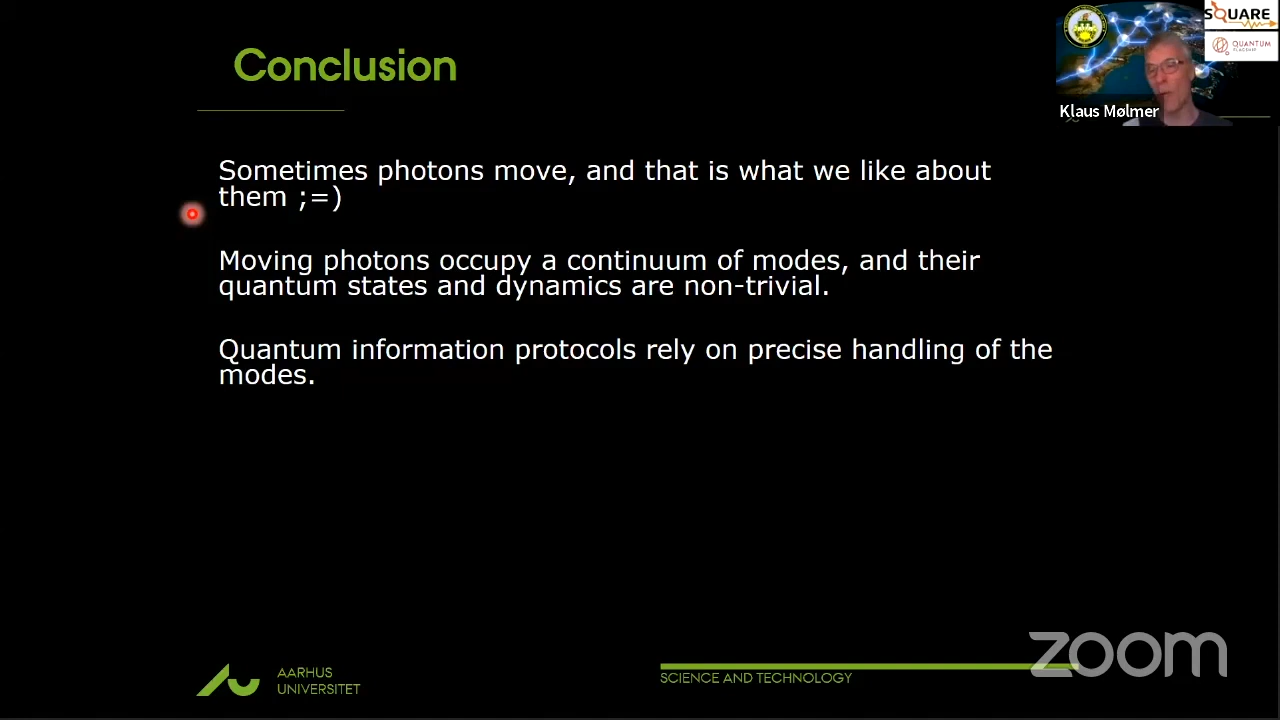 Conclusion
SQUARE
QUANTUM
FLAGSHIP
Klaus Mølmer
Sometimes photons move, and that is what we like about
them ;=)
Moving photons occupy a continuum of modes, and their
quantum states and dynamics are non-trivial.
Quantum information protocols rely on precise handling of the
modes.
AARHUS
UNIVERSITET
SCIENCE AND TECHNOLOGY
zoom